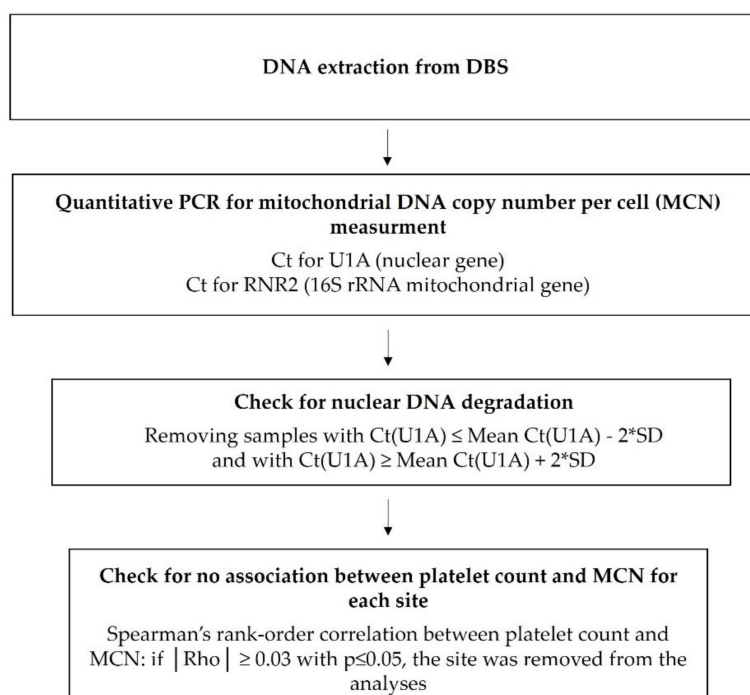 DNA extraction from DBS
Quantitative PCR for mitochondrial DNA copy number per cell (MCN)
measurment
Ct for U1A (nuclear gene)
Ct for RNR2 (16S rRNA mitochondrial gene)
Check for nuclear DNA degradation
Removing samples with Ct(U1A) ≤ Mean Ct(U1A) - 2*SD
and with Ct(U1A) ≥ Mean Ct(U1A) + 2*SD
Check for no association between platelet count and MCN for
each site
Spearman's rank-order correlation between platelet count and
MCN: if │Rho│ ≥ 0.03 with p≤0.05, the site was removed from the
analyses